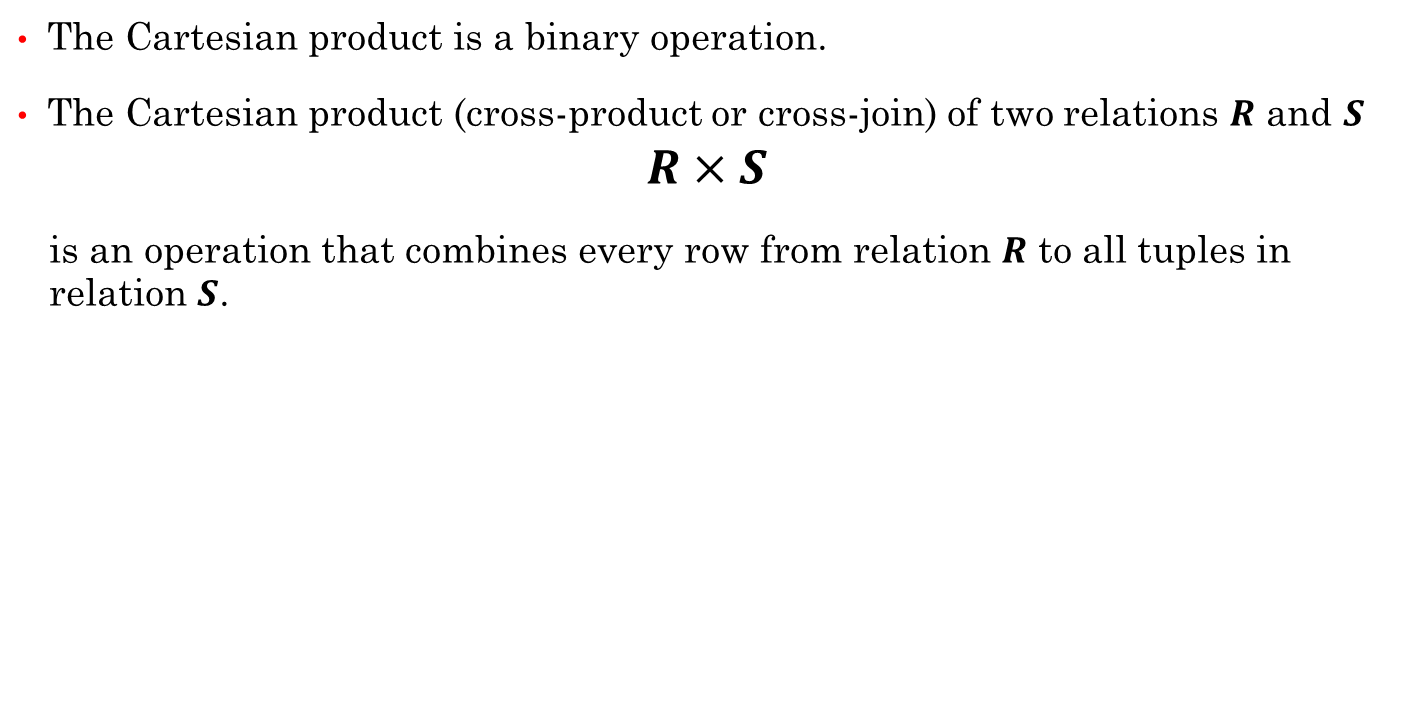 • The Cartesian product is a binary operation.
• The Cartesian product (cross-product or cross-join) of two relations R and S
R × S
is an operation that combines every row from relation R to all tuples in
relation S.